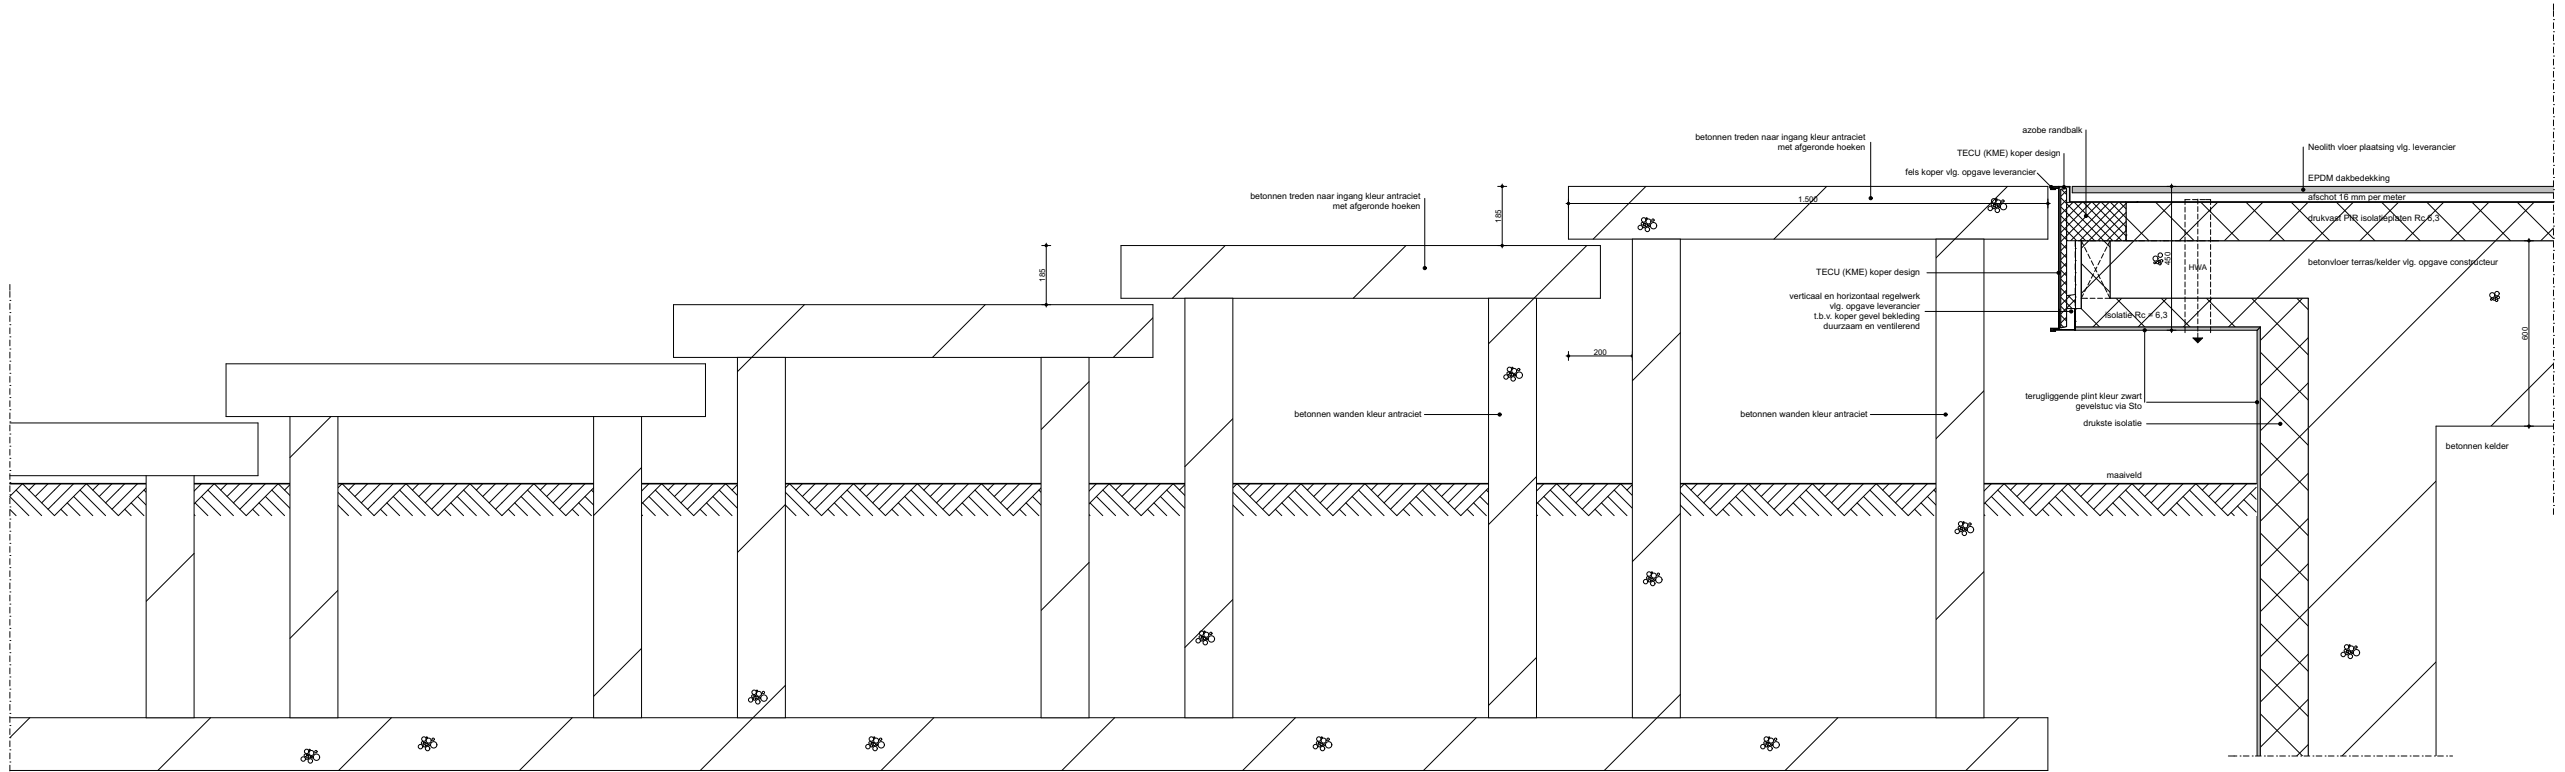 azobe randbalk
betonnen treden naar ingang kleur antraciet
met afgeronde hoeken
TECU (KME) koper design
fels koper vlg. opgave leverancier
Neolith vloer plaatsing vlg. leverancier
EPDM dakbedekking
afschot 16 mm per meter
drukvast PIR isolatieplaten Rc 6,3
betonnen treden naar ingang kleur antraciet
met afgeronde hoeken
185
1.500
185
450
HWA
betonvloer terras/kelder vlg. opgave constructeur
TECU (KME) koper design
verticaal en horizontaal regelwerk
vlg. opgave leverancier
t.b.v. koper gevel bekleding
duurzaam en ventilerend
isolatie Rc = 6,3
600
200
terugliggende plint kleur zwart
gevelstuc via Sto
betonnen wanden kleur antraciet
betonnen wanden kleur antraciet
drukste isolatie
betonnen kelder
maaiveld